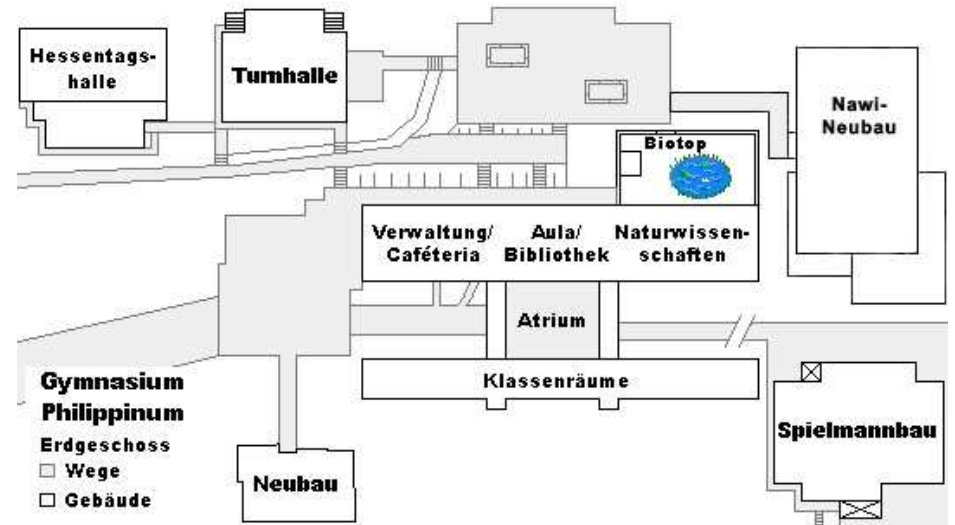 Hessentags-
halle
Turnhalle
Nawi-
Neubau
Biotop
Verwaltung/
Caféteria
Aula/
Bibliothek
Naturwissen-
schaften
Atrium
Klassenräume
Gymnasium
Philippinum
Erdgeschoss
Wege
Gebäude
Neubau
Spielmannbau